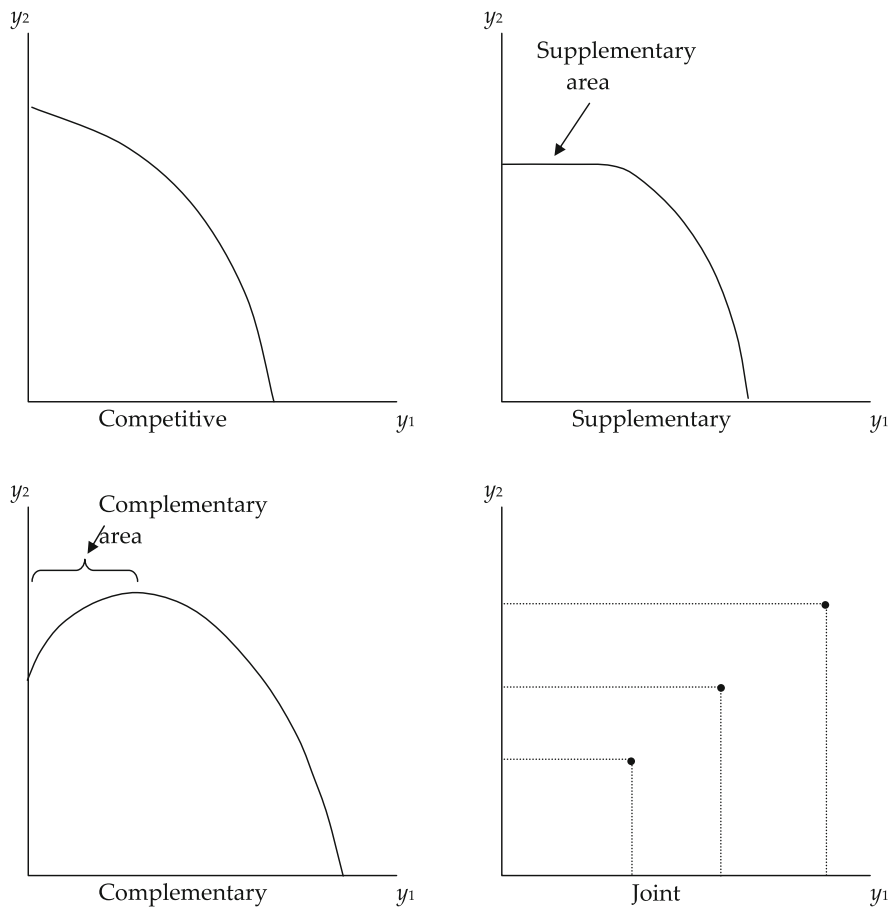 y2
Supplementary
area
y2
Competitive
y1
Supplementary
y1
y2
Complementary
area
y2
Complementary
y1
Joint
y1